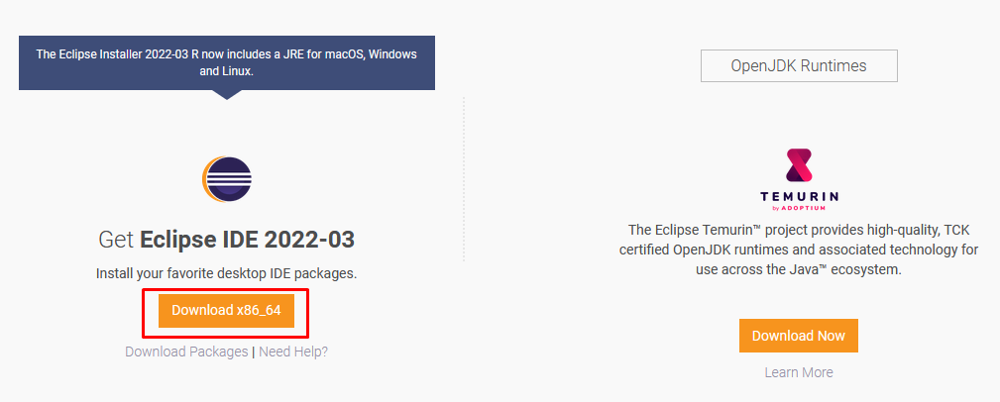 The Eclipse Installer 2022-03 R now includes a JRE for macOS, Windows
and Linux.
Get Eclipse IDE 2022-03
Install your favorite desktop IDE packages.
Download x86_64
Download Packages | Need Help?
OpenJDK Runtimes
TEMURIN
by ADOPTIUM
The Eclipse Temurin™ project provides high-quality, TCK
certified OpenJDK runtimes and associated technology for
use across the Java™ ecosystem.
Download Now
Learn More